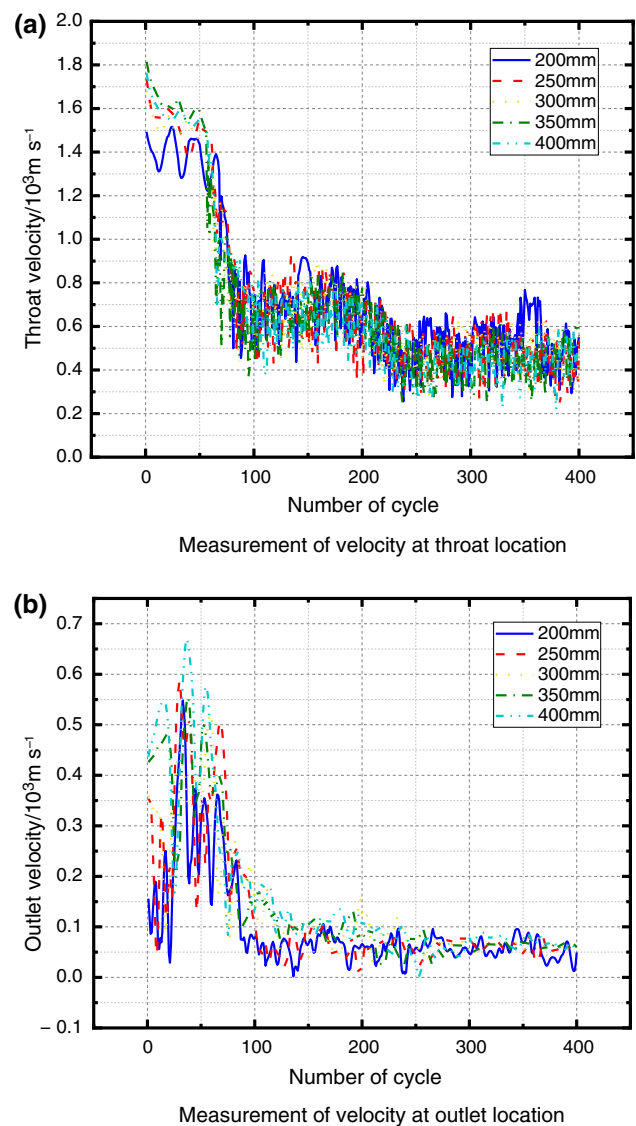 (a)
2.0
1.8
1.6
1.4
1.2
1.0
0.8
0.6
0.4
0.2
0.0
Throat velocity/10³m s⁻¹
200mm
250mm
300mm
350mm
400mm
0 100 200 300 400
Number of cycle
Measurement of velocity at throat location
(b)
0.7
0.6
0.5
0.4
0.3
0.2
0.1
0.0
− 0.1
Outlet velocity/10³m s⁻¹
200mm
250mm
300mm
350mm
400mm
0 100 200 300 400
Number of cycle
Measurement of velocity at outlet location